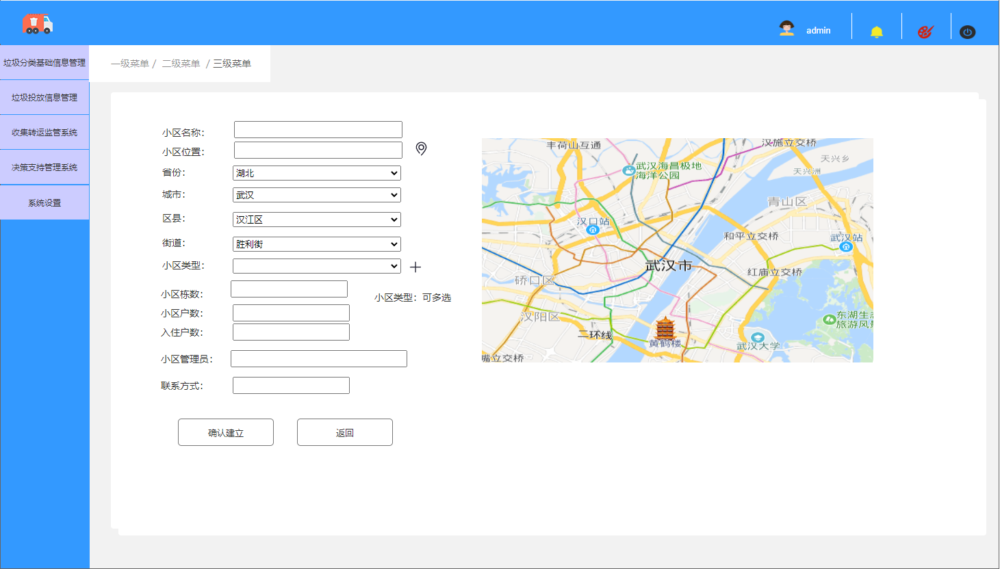 admin
垃圾分类基础信息管理
垃圾投放信息管理
收集转运监管系统
决策支持管理系统
系统设置
一级菜单 / 二级菜单 / 三级菜单
小区名称：
小区位置：
省份： 湖北
城市： 武汉
区县： 汉江区
街道： 胜利街
小区类型：
小区栋数：
小区类型：可多选
小区户数：
入住户数：
小区管理员：
联系方式：
确认建立
返回
丰荷山互通
汉施立交桥
天兴乡
武汉海昌极地
海洋公园
天兴洲
青山区
汉口站
和平立交桥
武汉站
武汉市
硚口区
红庙立交桥
汉阳区
东湖生态
旅游风景
二环线
黄鹤楼
武汉大学
嘴立交桥